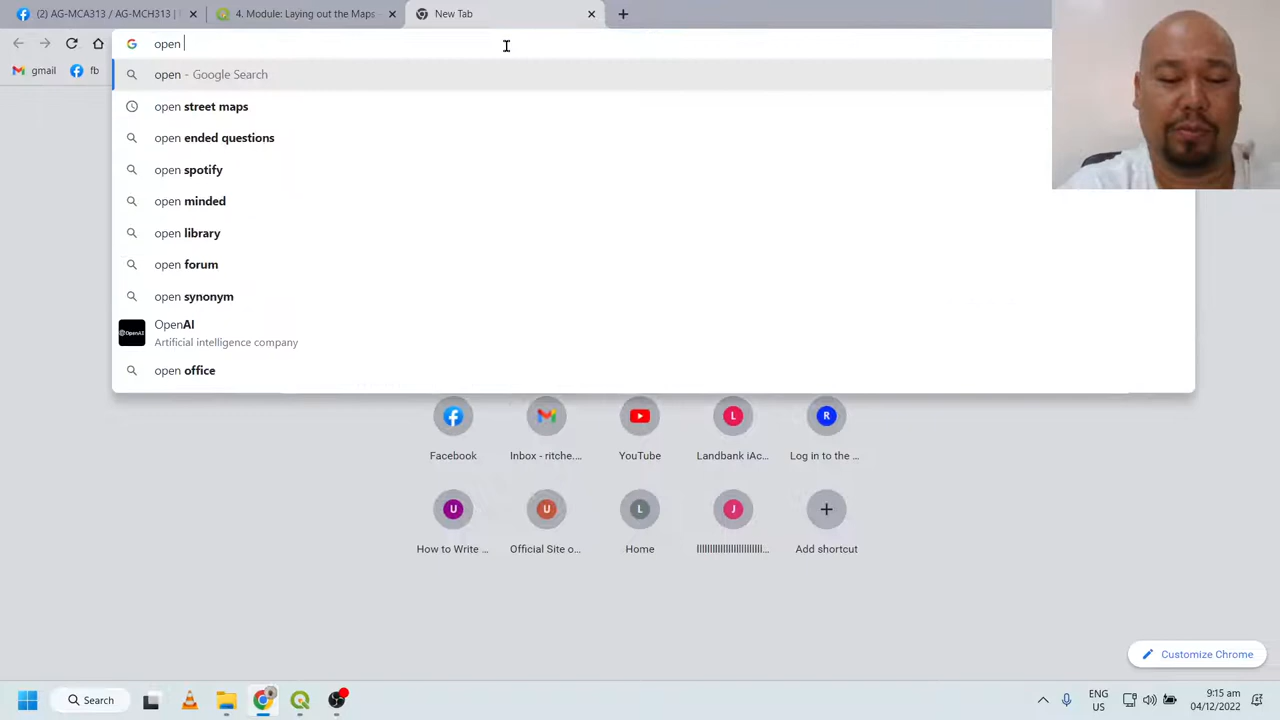 AG-MCA313 / AG-MCH313 |
4. Module: Laying out the Maps
New Tab
open
gmail
fb
open - Google Search
open street maps
open ended questions
open spotify
open minded
open library
open forum
open synonym
OpenAI
OpenAI
Artificial intelligence company
open office
Facebook
Inbox - ritche....
YouTube
Landbank iAc...
Log in to the ...
How to Write ...
Official Site o...
Home
llllllllllllllllllllllll...
Add shortcut
Customize Chrome
Search
ENG
US
9:15 am
04/12/2022